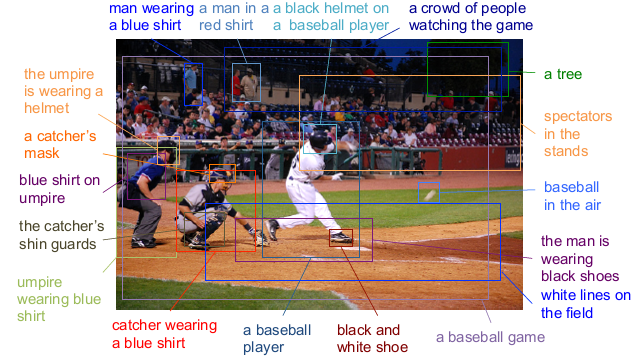 man wearing
a blue shirt
a man in a
red shirt
a black helmet on
a baseball player
a crowd of people
watching the game
the umpire
is wearing a
helmet
a tree
a catcher's
mask
spectators
in the
stands
blue shirt on
umpire
baseball
in the air
the catcher's
shin guards
the man is
wearing
black shoes
umpire
wearing blue
shirt
white lines on
the field
catcher wearing
a blue shirt
a baseball
player
black and
white shoe
a baseball game